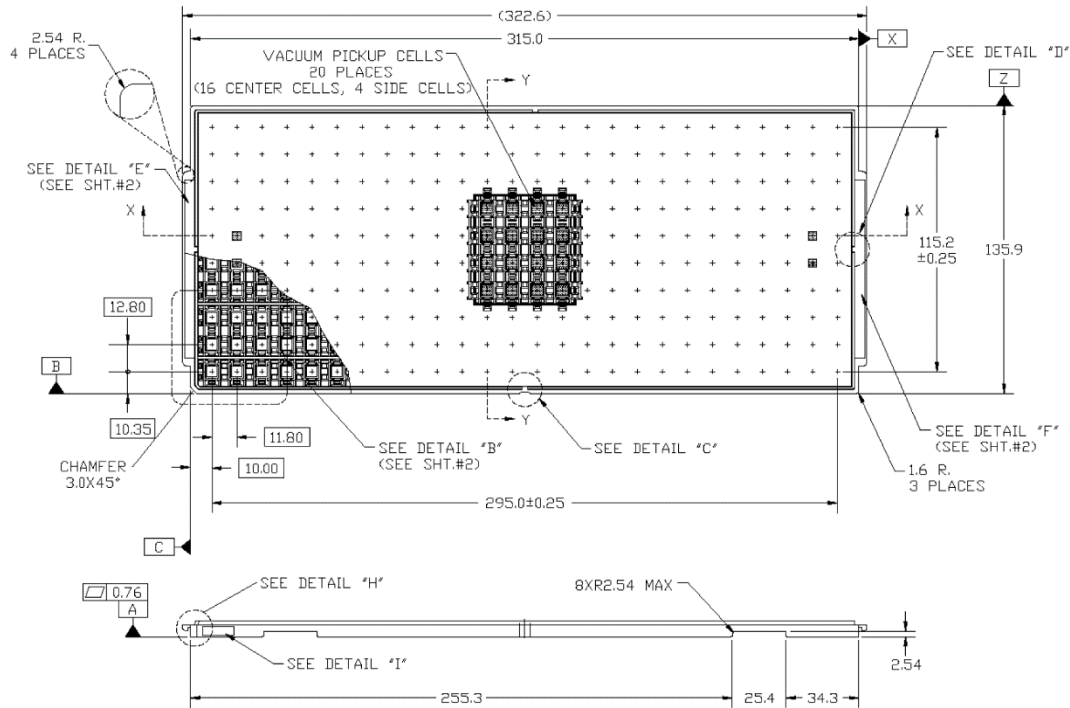 (322.6)
315.0
2.54 R.
4 PLACES
X
SEE DETAIL "D"
VACUUM PICKUP CELLS
20 PLACES
(16 CENTER CELLS, 4 SIDE CELLS)
Y
Z
SEE DETAIL "E"
(SEE SHT.#2)
X
X
115.2
±0.25
135.9
12.80
B
10.35
11.80
10.00
CHAMFER
3.0X45°
Y
SEE DETAIL "B"
(SEE SHT.#2)
SEE DETAIL "C"
SEE DETAIL "F"
(SEE SHT.#2)
1.6 R.
3 PLACES
295.0±0.25
C
0.76
A
SEE DETAIL "H"
8XR2.54 MAX
SEE DETAIL "I"
2.54
255.3
25.4
34.3